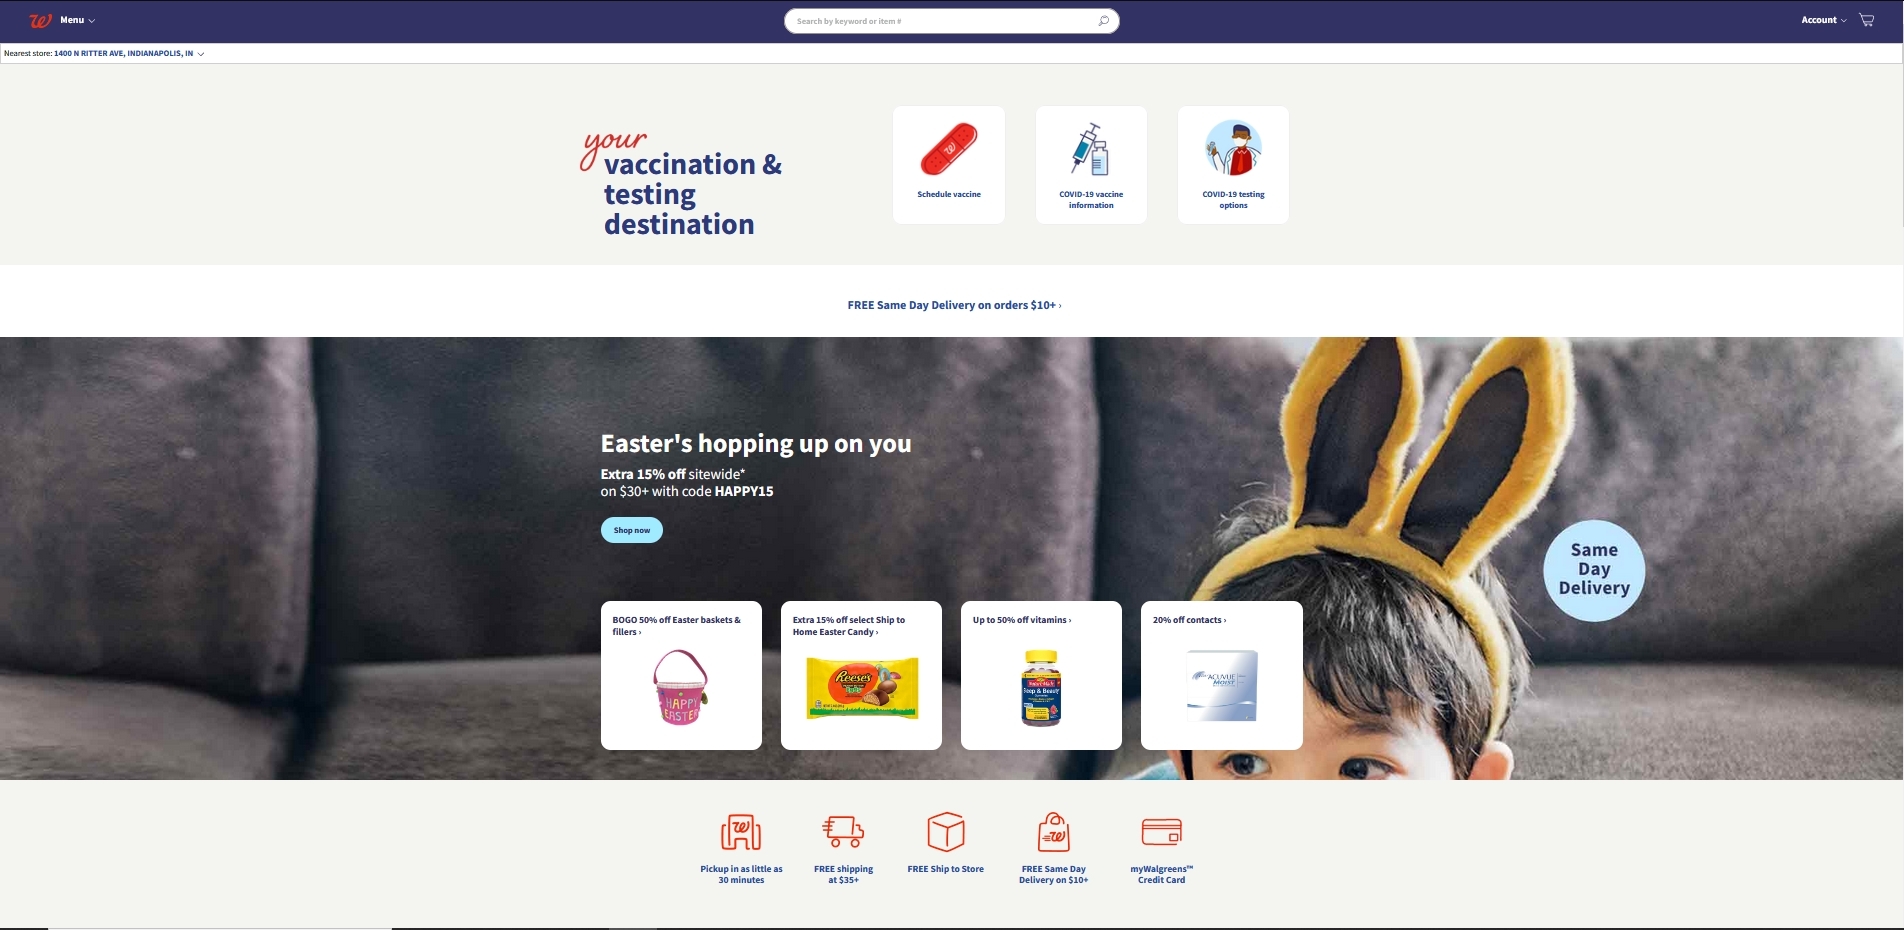 Menu
Search by keyword or item #
Account
Nearest store: 1400 N RITTER AVE, INDIANAPOLIS, IN
your
vaccination &
testing
destination
Schedule vaccine
COVID-19 vaccine
information
COVID-19 testing
options
FREE Same Day Delivery on orders $10+ ›
Easter's hopping up on you
Extra 15% off sitewide*
on $30+ with code HAPPY15
Shop now
Same
Day
Delivery
BOGO 50% off Easter baskets &
fillers ›
HAPPY
EASTER
Extra 15% off select Ship to
Home Easter Candy ›
Reese's
Up to 50% off vitamins ›
Nature Made
20% off contacts ›
ACUVUE
MOIST
Pickup in as little as
30 minutes
FREE shipping
at $35+
FREE Ship to Store
FREE Same Day
Delivery on $10+
myWalgreens™
Credit Card